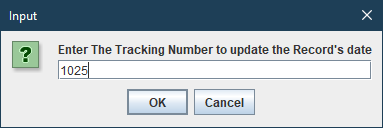 Input
Enter The Tracking Number to update the Record's date
1025
OK Cancel